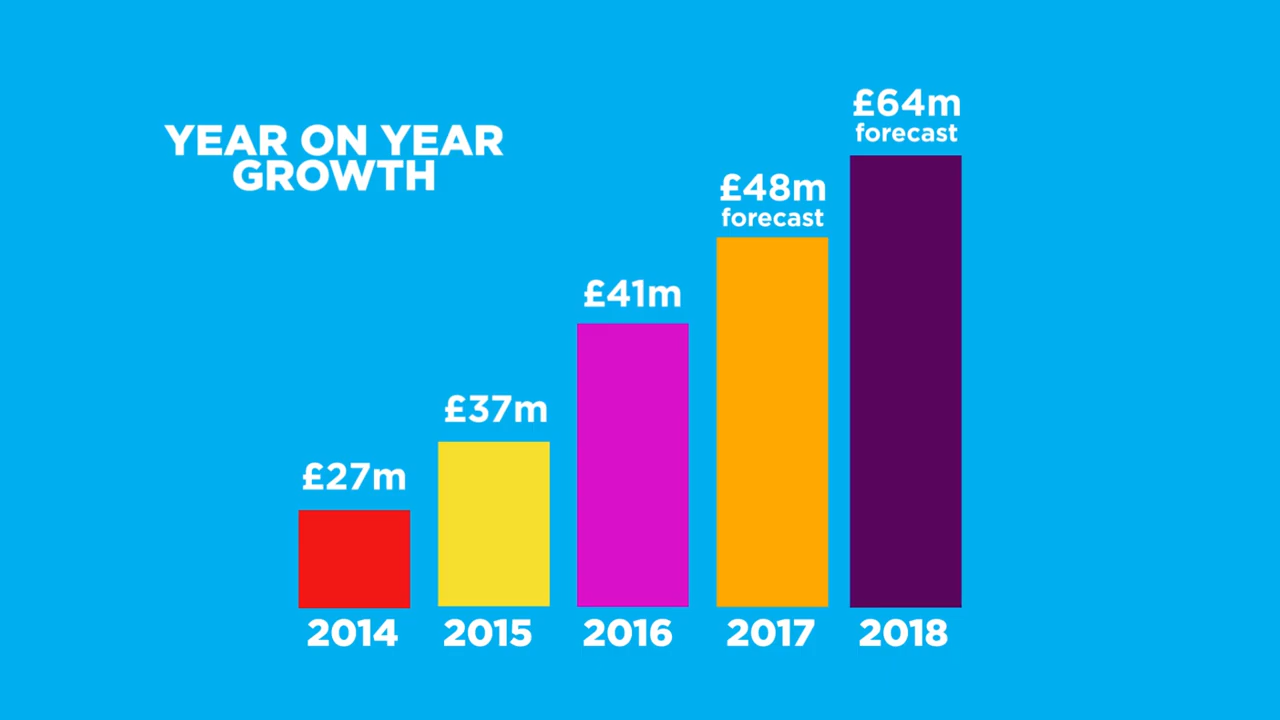 YEAR ON YEAR
GROWTH
£64m
forecast
£48m
forecast
£41m
£37m
£27m
2014 2015 2016 2017 2018